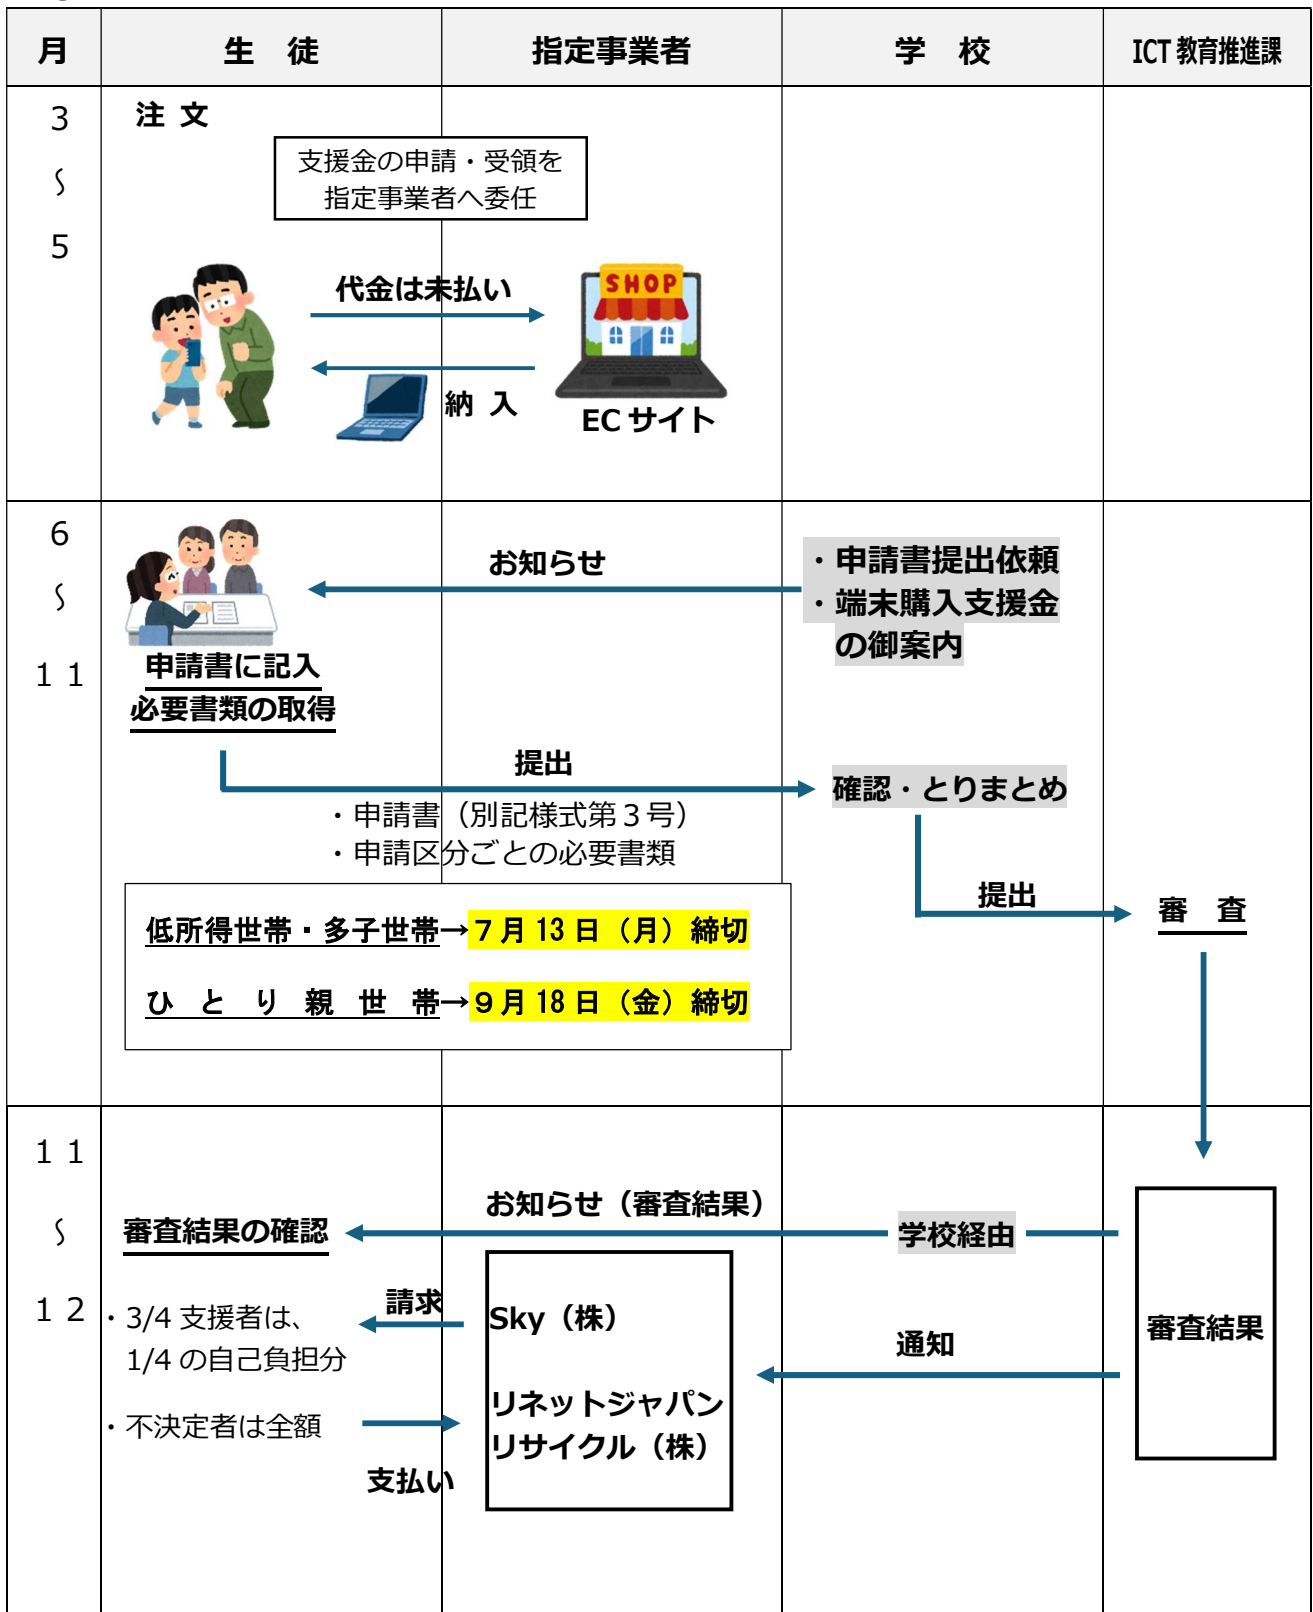 月
生　徒
指定事業者
学　校
ICT 教育推進課
3
～
5
注 文
支援金の申請・受領を
指定事業者へ委任
代金は未払い
SHOP
納 入
EC サイト
6
～
１１
お知らせ
・申請書提出依頼
・端末購入支援金
の御案内
申請書に記入
必要書類の取得
提出
確認・とりまとめ
・申請書（別記様式第３号）
・申請区分ごとの必要書類
提出
審　査
低所得世帯・多子世帯→７月 13 日（月）締切
ひとり親世帯→９月 18 日（金）締切
１１
～
１２
お知らせ（審査結果）
審査結果の確認
学校経由
請求
・3/4 支援者は、
1/4 の自己負担分
Sky（株）
通知
審査結果
リネットジャパン
リサイクル（株）
・不決定者は全額
支払い